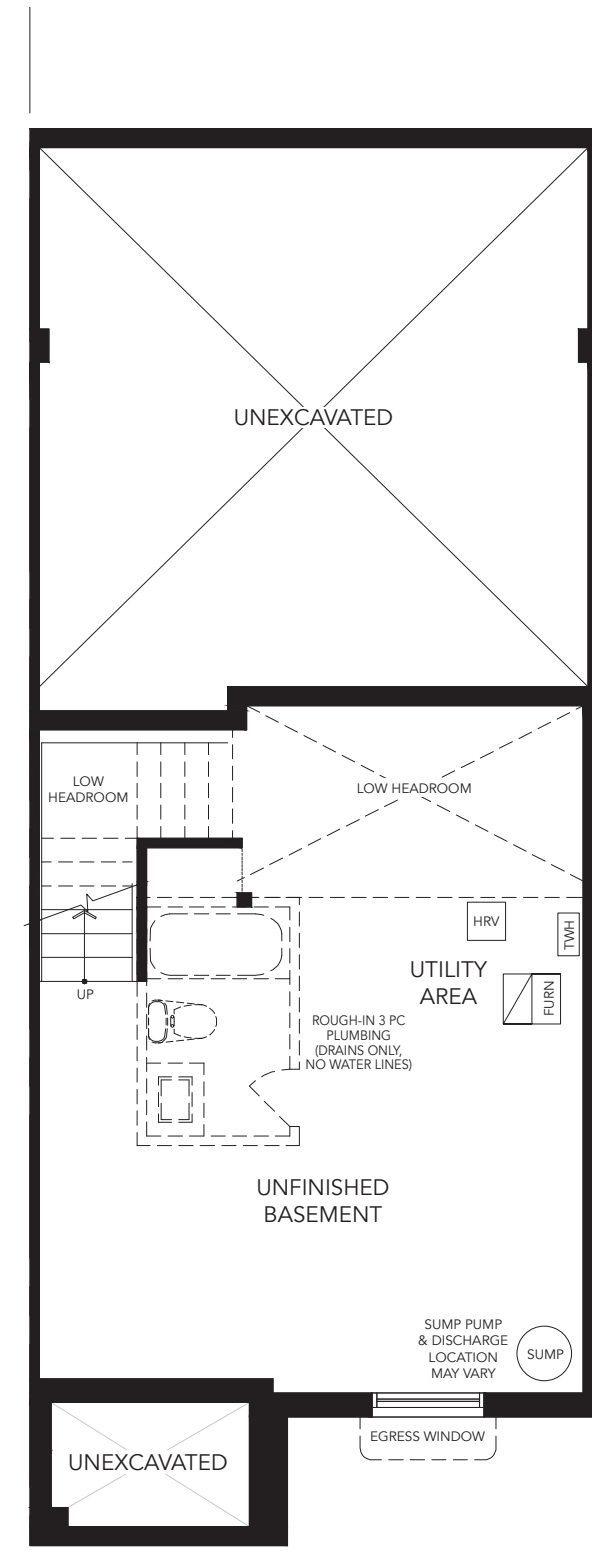 UNEXCAVATED
LOW
HEADROOM
LOW HEADROOM
HRV
TWH
UTILITY
AREA
FURN
UP
ROUGH-IN 3 PC
PLUMBING
(DRAINS ONLY,
NO WATER LINES)
UNFINISHED
BASEMENT
SUMP PUMP
& DISCHARGE
LOCATION
MAY VARY
SUMP
EGRESS WINDOW
UNEXCAVATED